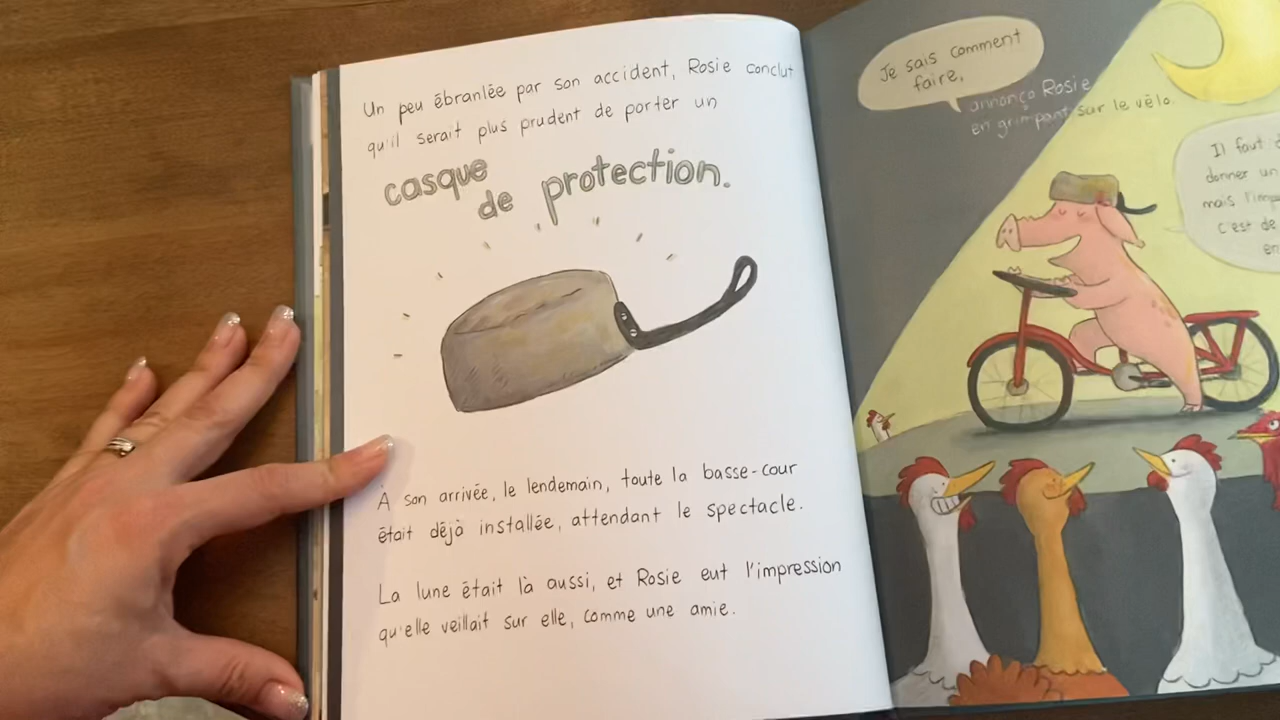 Un peu ébranlée par son accident, Rosie conclut
qu'il serait plus prudent de porter un
casque
de protection.
À son arrivée, le lendemain, toute la basse-cour
était déjà installée, attendant le spectacle.
La lune était là aussi, et Rosie eut l'impression
qu'elle veillait sur elle, comme une amie.
Je sais comment
faire,
annonça Rosie
en grimpant sur le vélo.
Il faut
donner un
mais
c'est de
en